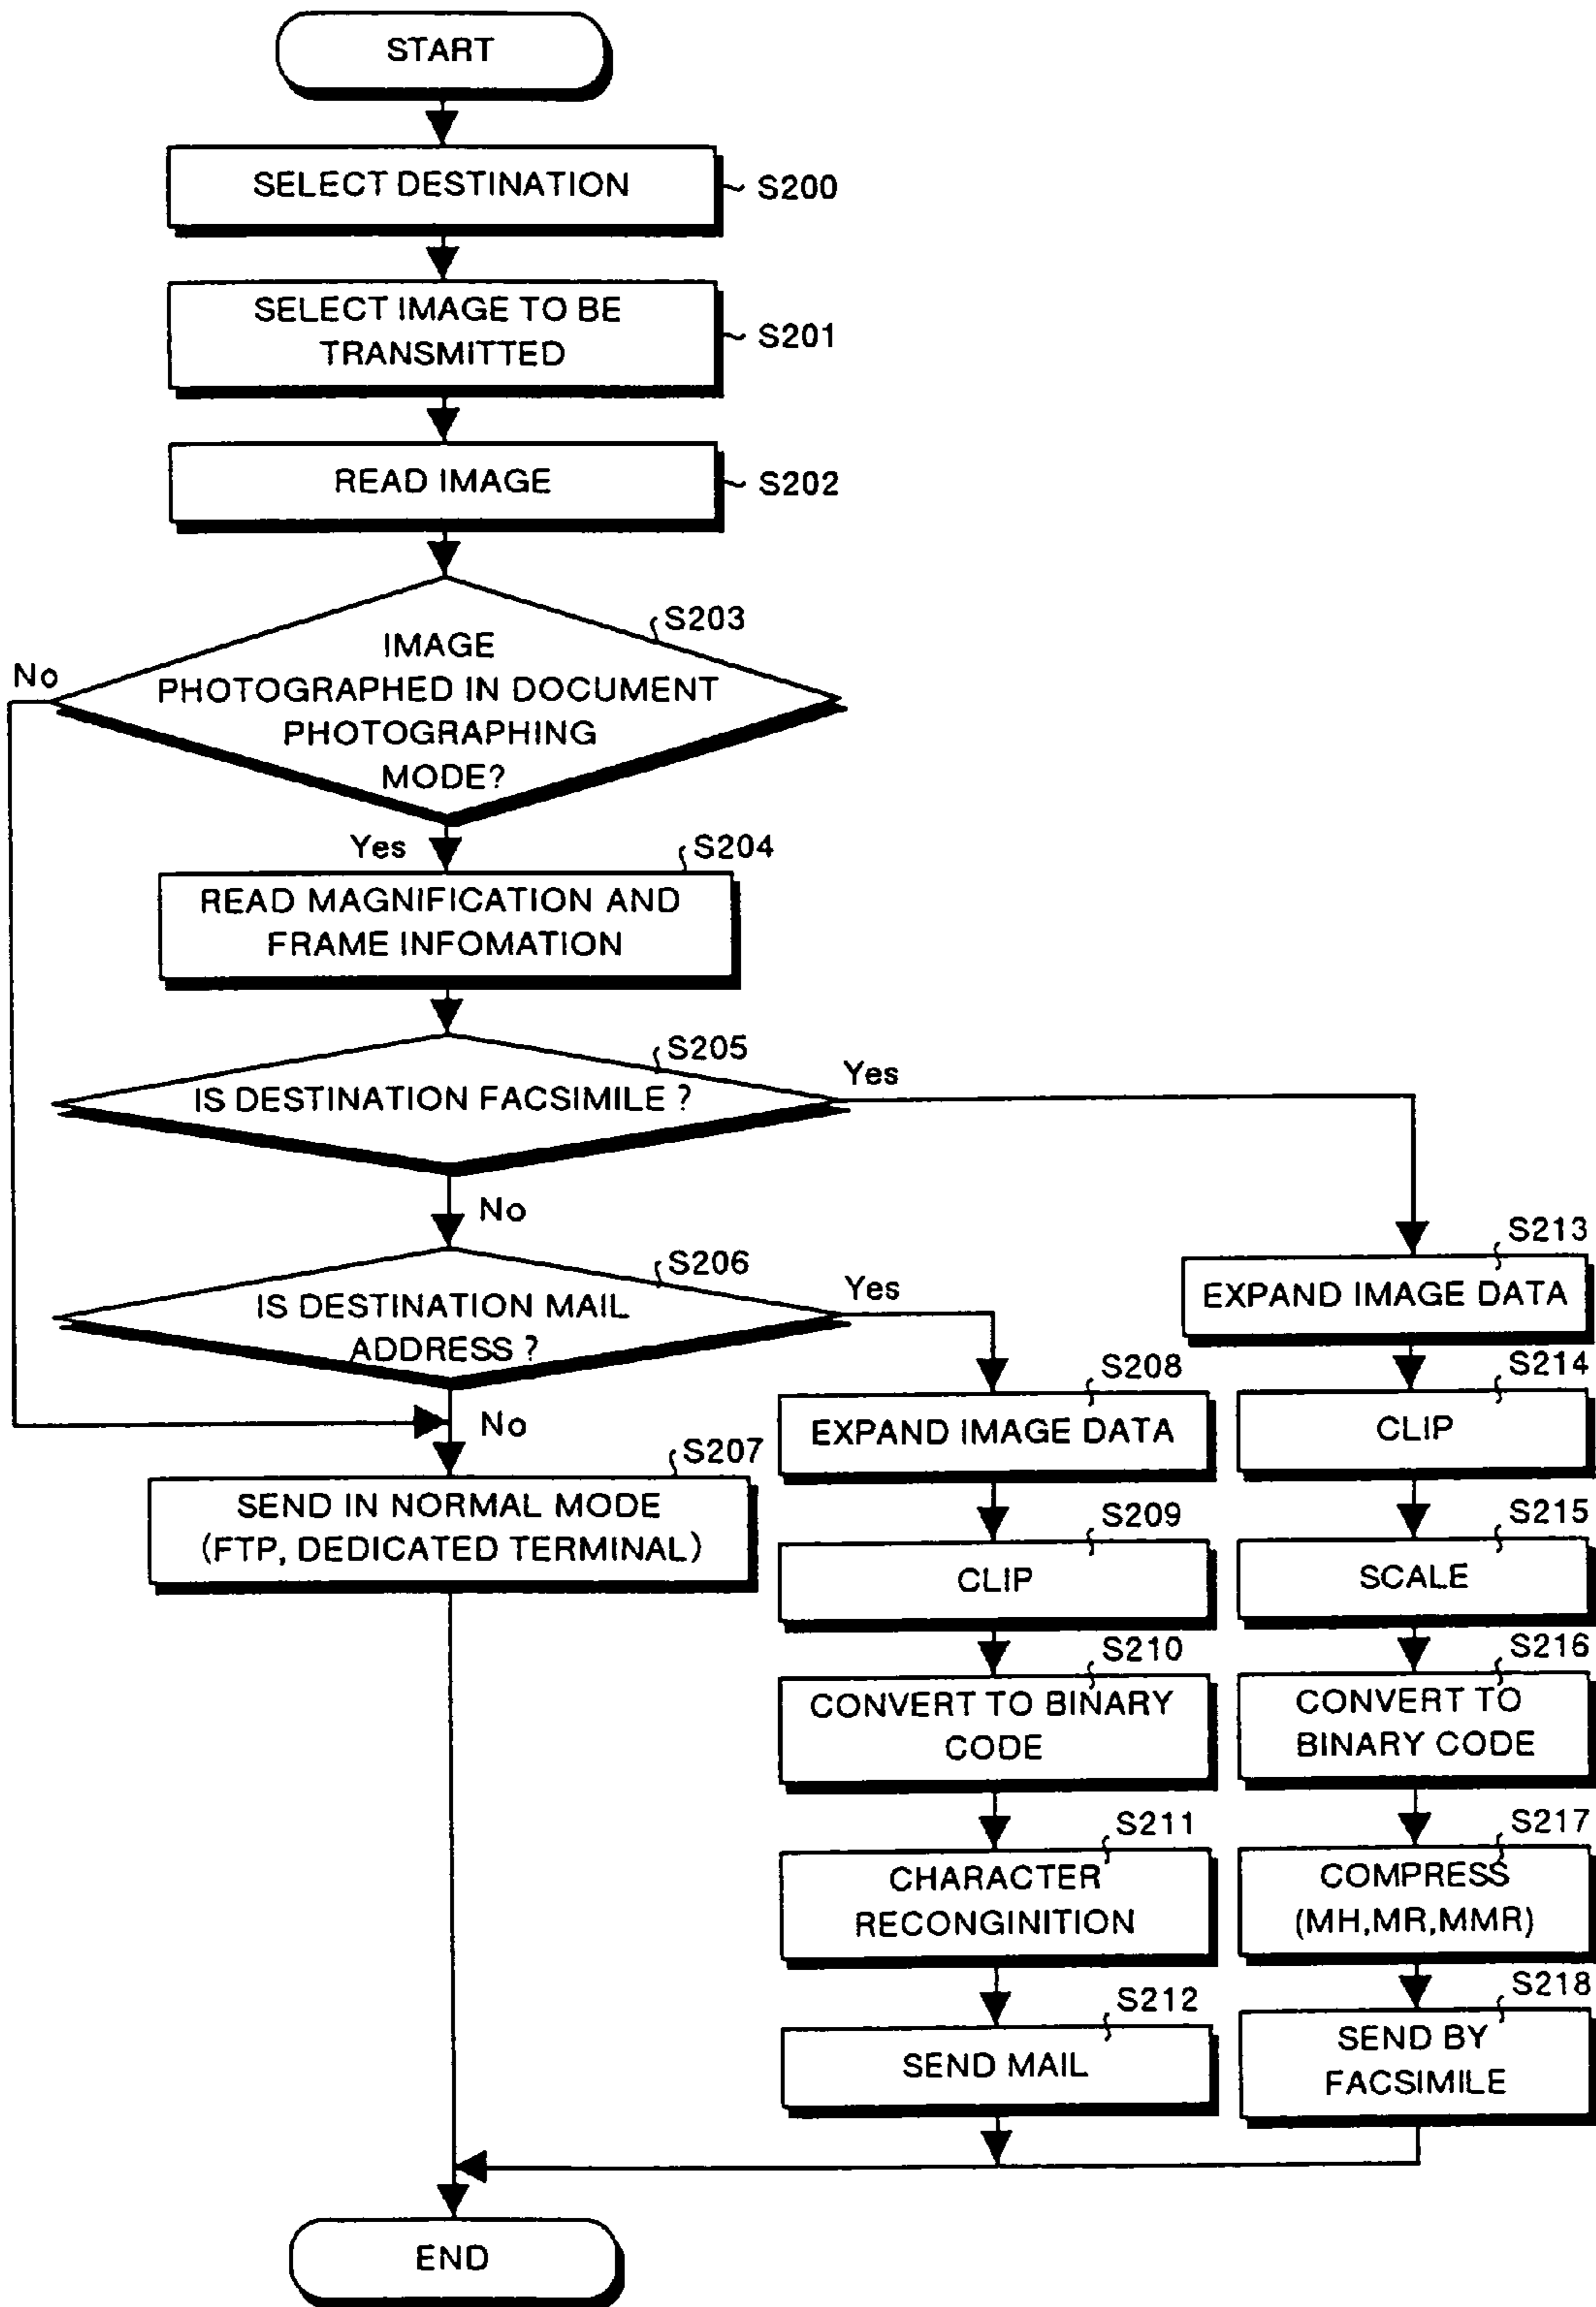 START
SELECT DESTINATION
S200
SELECT IMAGE TO BE
TRANSMITTED
S201
READ IMAGE
S202
S203
IMAGE
PHOTOGRAPHED IN DOCUMENT
PHOTOGRAPHING
MODE?
No
Yes
S204
READ MAGNIFICATION AND
FRAME INFOMATION
S205
IS DESTINATION FACSIMILE ?
Yes
No
S206
IS DESTINATION MAIL
ADDRESS ?
Yes
No
S207
SEND IN NORMAL MODE
(FTP, DEDICATED TERMINAL)
S208
EXPAND IMAGE DATA
S209
CLIP
S210
CONVERT TO BINARY
CODE
S211
CHARACTER
RECONGINITION
S212
SEND MAIL
S213
EXPAND IMAGE DATA
S214
CLIP
S215
SCALE
S216
CONVERT TO
BINARY CODE
S217
COMPRESS
(MH,MR,MMR)
S218
SEND BY
FACSIMILE
END